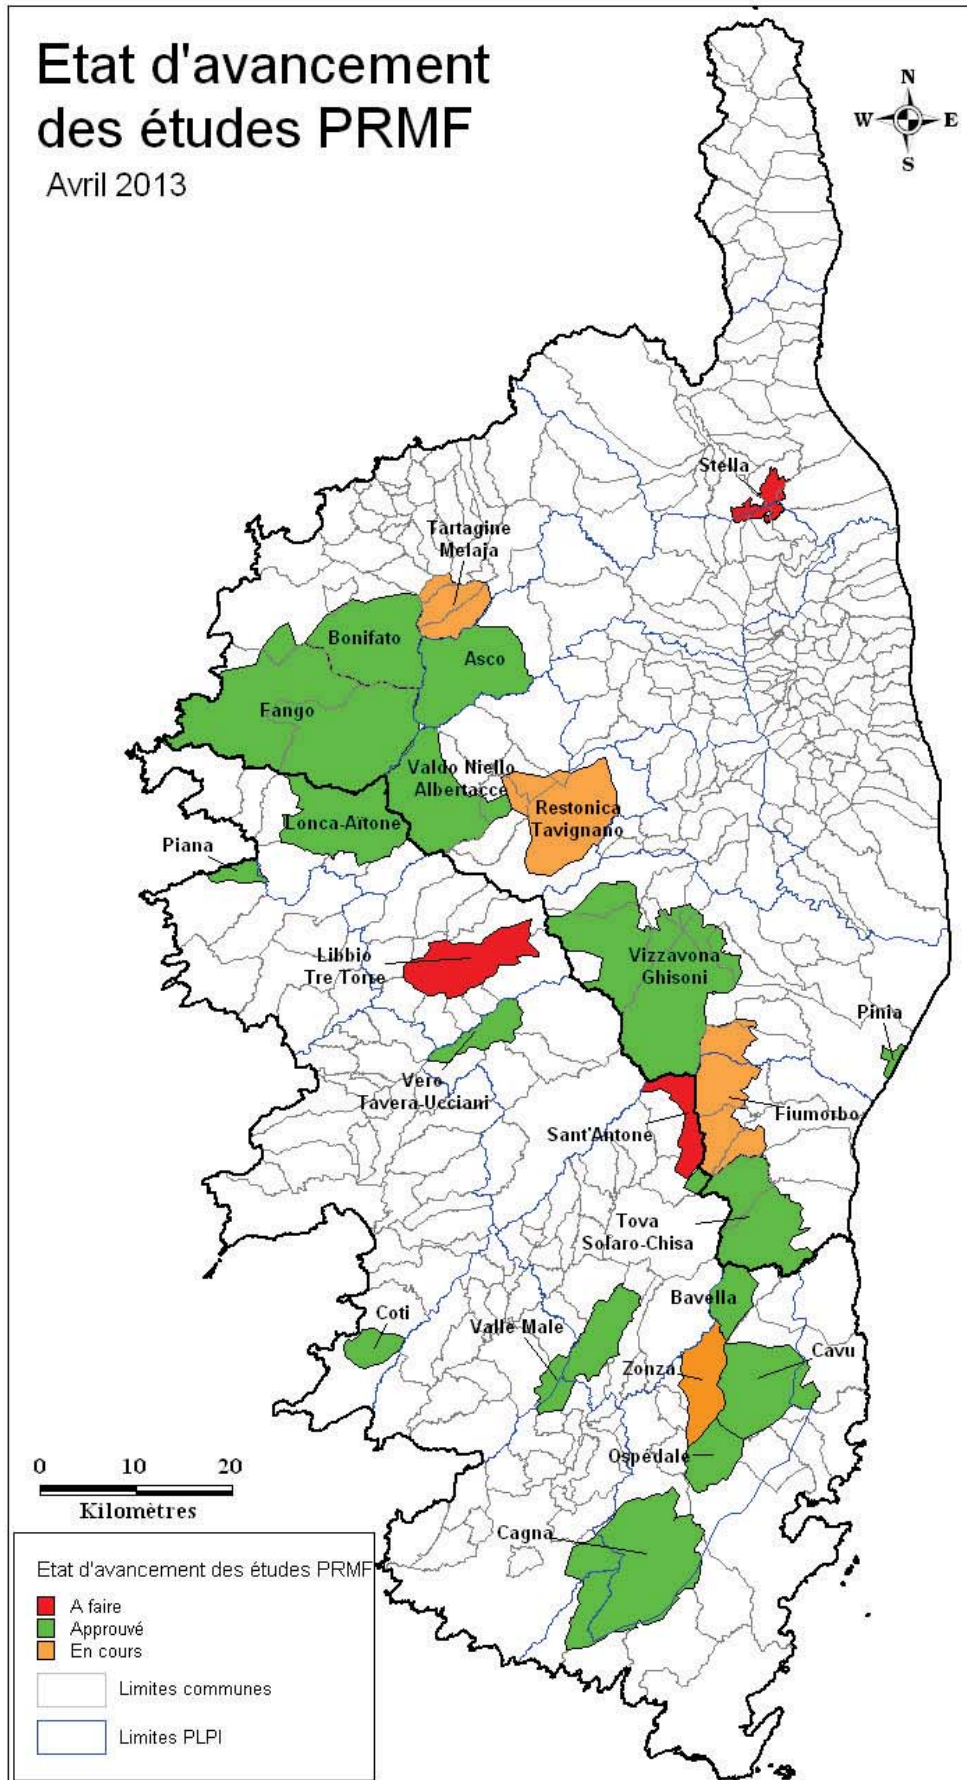 Etat d'avancement
des études PRMF
Avril 2013
N
W E
S
Stella
Tartagine
Melaja
Bonifato
Asco
Fango
Valdo Niello
Albertacce
Restonica
Tavignano
Lonca-Aïtone
Piana
Libbio
Tre Torre
Vizzavona
Ghisoni
Pinia
Vero
Tavera-Ucciani
Fiumorbo
Sant'Antone
Tova
Solaro-Chisa
Bavella
Coti
Valle Male
Cavu
Zonza
Ospédale
Cagna
0 10 20
Kilomètres
Etat d'avancement des études PRMF
A faire
Approuvé
En cours
Limites communes
Limites PLPI